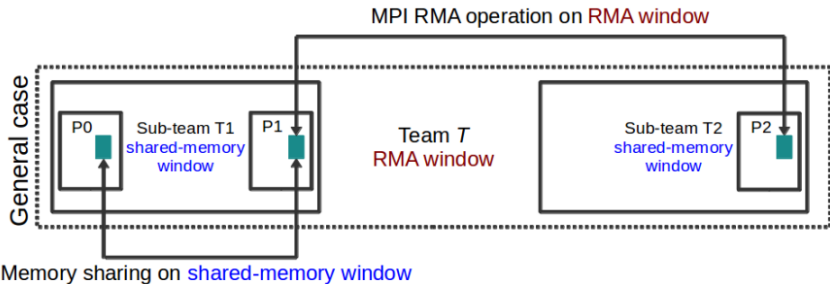 MPI RMA operation on RMA window
General case
P0
Sub-team T1
shared-memory
window
P1
Team T
RMA window
Sub-team T2
shared-memory
window
P2
Memory sharing on shared-memory window